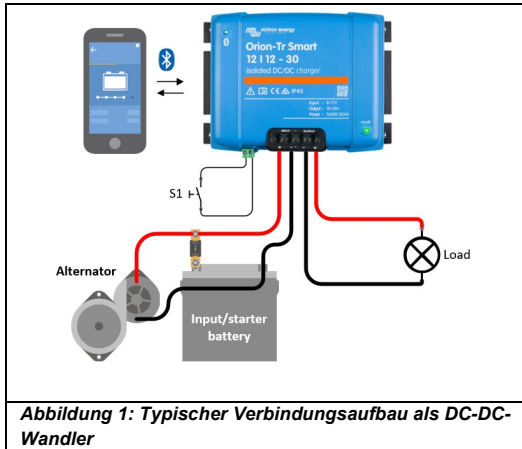 victron energy
Orion-Tr Smart
12 | 12 - 30
Isolated DC/DC charger
IP43
S1
Alternator
Input/starter
battery
Load
Abbildung 1: Typischer Verbindungsaufbau als DC-DC-
Wandler